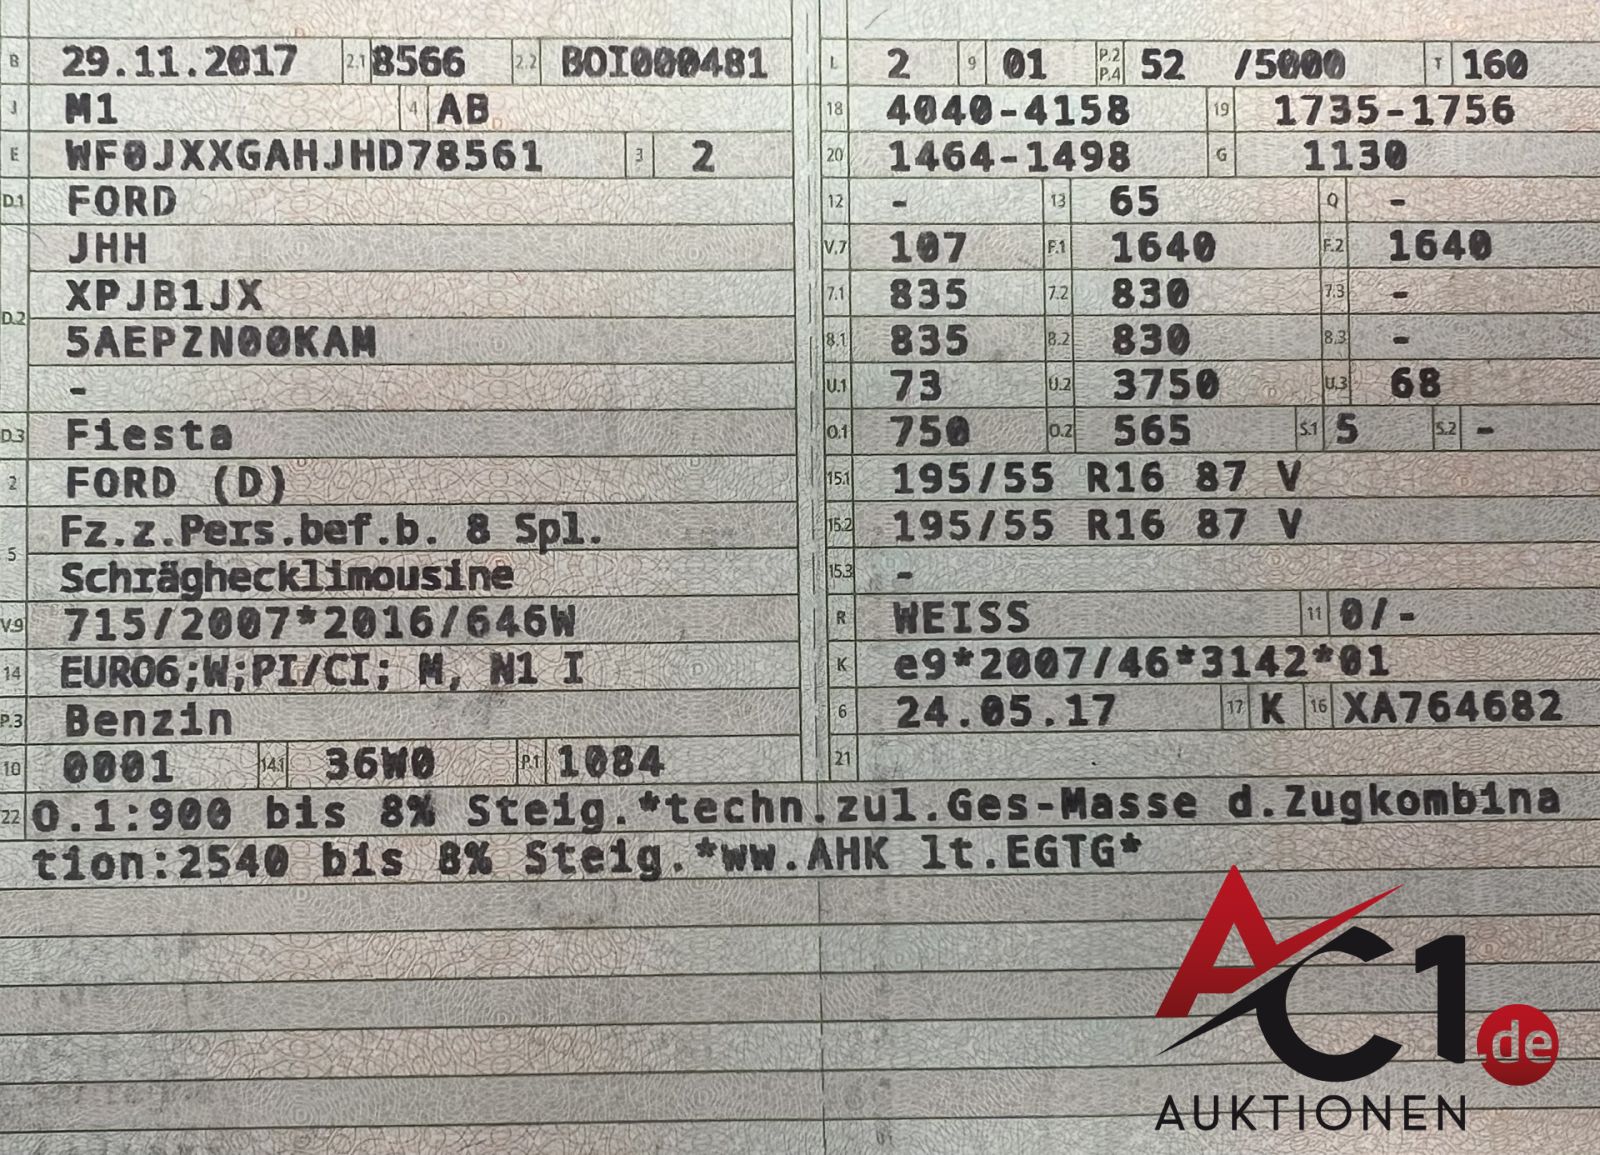 B 29.11.2017 2.1 8566 2.2 BOI000481
J M1 4 AB
E WF0JXXGAHJHD78561 3 2
D.1 FORD
JHH
D.2 XPJB1JX
5AEPZN00KAM
-
D.3 Fiesta
2 FORD (D)
5 Fz.z.Pers.bef.b. 8 Spl.
Schräghecklimousine
V.9 715/2007*2016/646W
14 EURO6;W;PI/CI; M, N1 I
P.3 Benzin
10 0001 14.1 36W0 P.1 1084
L 2 9 01 P.2 P.4 52 /5000 T 160
18 4040-4158 19 1735-1756
20 1464-1498 G 1130
12 - 13 65 Q -
V.7 107 F.1 1640 F.2 1640
7.1 835 7.2 830 7.3 -
8.1 835 8.2 830 8.3 -
U.1 73 U.2 3750 U.3 68
O.1 750 O.2 565 S.1 5 S.2 -
15.1 195/55 R16 87 V
15.2 195/55 R16 87 V
15.3 -
R WEISS 11 0/-
K e9*2007/46*3142*01
6 24.05.17 17 K 16 XA764682
21
22 O.1:900 bis 8% Steig.*techn.zul.Ges-Masse d.Zugkombina
tion:2540 bis 8% Steig.*ww.AHK lt.EGTG*
AC1.de
AUKTIONEN